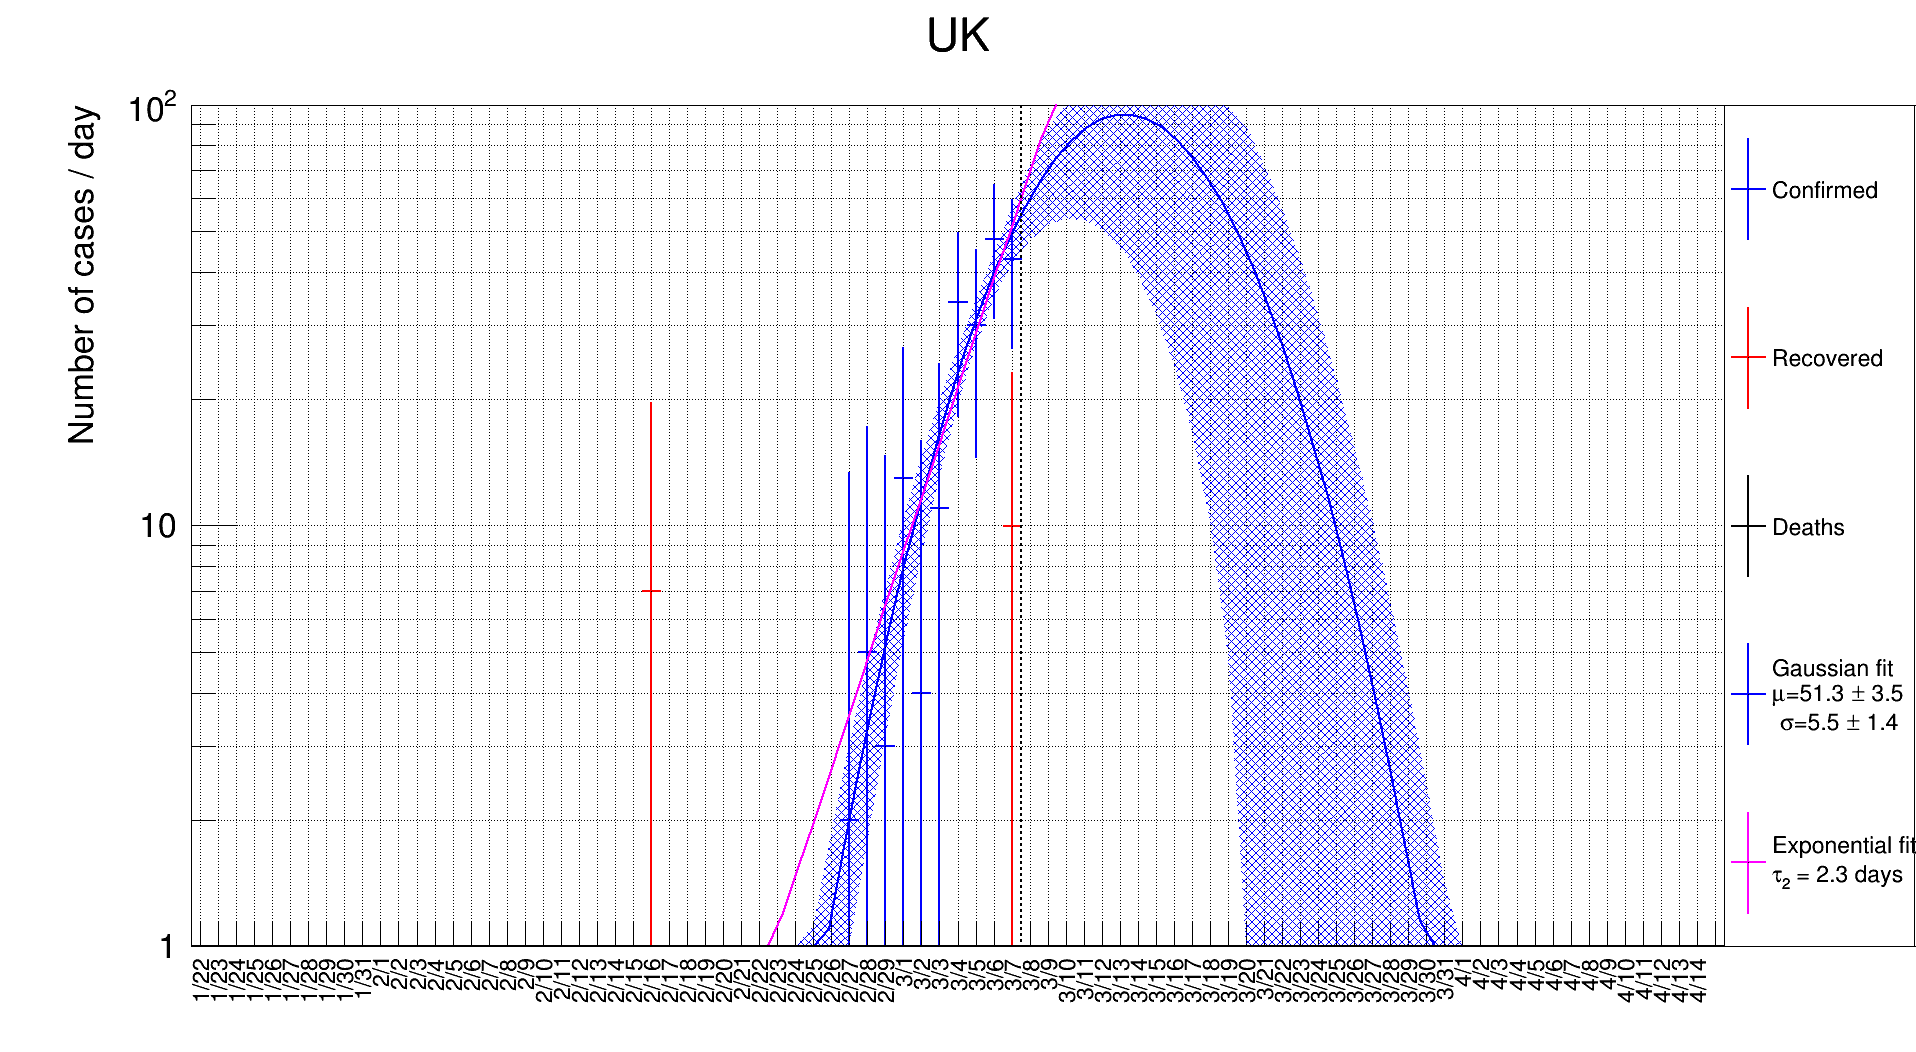 UK
Number of cases / day
10²
10
1
1/22 1/23 1/24 1/25 1/26 1/27 1/28 1/29 1/30 1/31 2/1 2/2 2/3 2/4 2/5 2/6 2/7 2/8 2/9 2/10 2/11 2/12 2/13 2/14 2/15 2/16 2/17 2/18 2/19 2/20 2/21 2/22 2/23 2/24 2/25 2/26 2/27 2/28 2/29 3/1 3/2 3/3 3/4 3/5 3/6 3/7 3/8 3/9 3/10 3/11 3/12 3/13 3/14 3/15 3/16 3/17 3/18 3/19 3/20 3/21 3/22 3/23 3/24 3/25 3/26 3/27 3/28 3/29 3/30 3/31 4/1 4/2 4/3 4/4 4/5 4/6 4/7 4/8 4/9 4/10 4/11 4/12 4/13 4/14
Confirmed
Recovered
Deaths
Gaussian fit
μ=51.3 ± 3.5
σ=5.5 ± 1.4
Exponential fit
τ₂ = 2.3 days